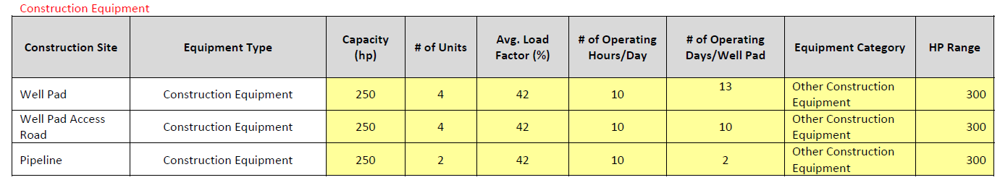 Construction Equipment
Construction Site Equipment Type Capacity (hp) # of Units Avg. Load Factor (%) # of Operating Hours/Day # of Operating Days/Well Pad Equipment Category HP Range
Well Pad Construction Equipment 250 4 42 10 13 Other Construction Equipment 300
Well Pad Access Road Construction Equipment 250 4 42 10 10 Other Construction Equipment 300
Pipeline Construction Equipment 250 2 42 10 2 Other Construction Equipment 300